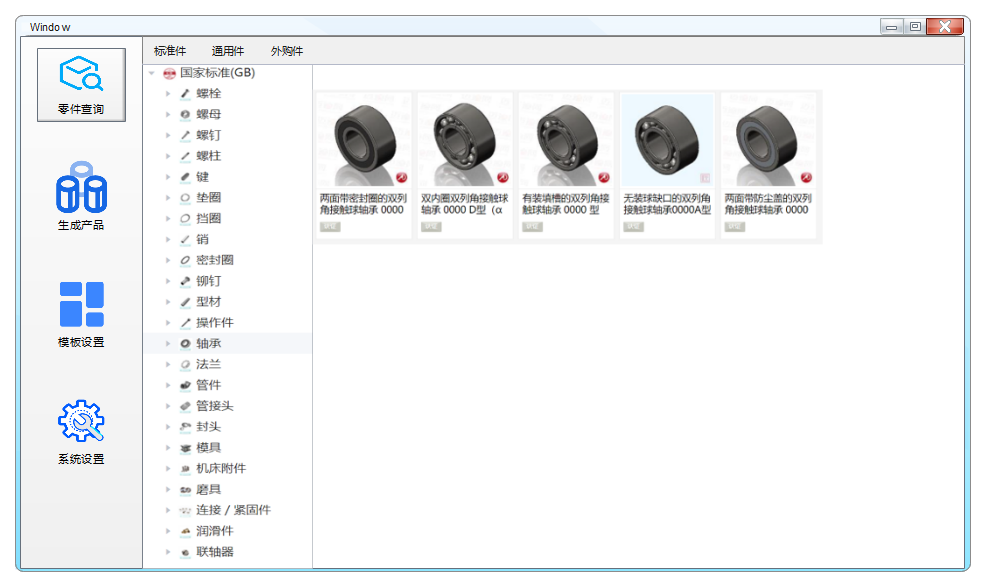 Window
标准件 通用件 外购件
零件查询
生成产品
模板设置
系统设置
国家标准(GB)
螺栓
螺母
螺钉
螺柱
键
垫圈
挡圈
销
密封圈
铆钉
型材
操作件
轴承
法兰
管件
管接头
封头
模具
机床附件
磨具
连接 / 紧固件
润滑件
联轴器
两面带密封圈的双列
角接触球轴承 0000
双内圈双列角接触球
轴承 0000 D型（α
有装填槽的双列角接
触球轴承 0000 型
无装球缺口的双列角
接触球轴承0000A型
两面带防尘盖的双列
角接触球轴承 0000